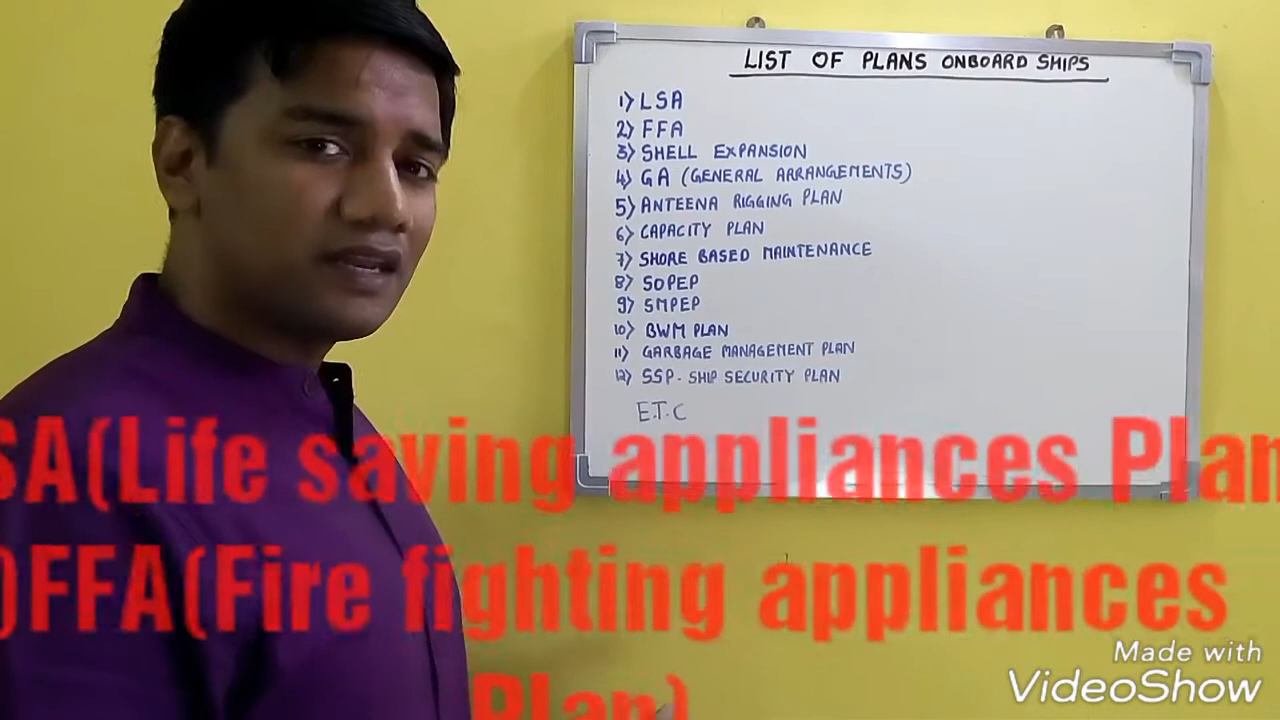 LIST OF PLANS ONBOARD SHIPS
1) LSA
2) FFA
3) SHELL EXPANSION
4) GA (GENERAL ARRANGEMENTS)
5) ANTEENA RIGGING PLAN
6) CAPACITY PLAN
7) SHORE BASED MAINTENANCE
8) SOPEP
9) SMPEP
10) BWM PLAN
11) GARBAGE MANAGEMENT PLAN
12) SSP - SHIP SECURITY PLAN
E.T.C
SA(Life saving appliances Plan
)FFA(Fire fighting appliances
Plan)
Made with
VideoShow